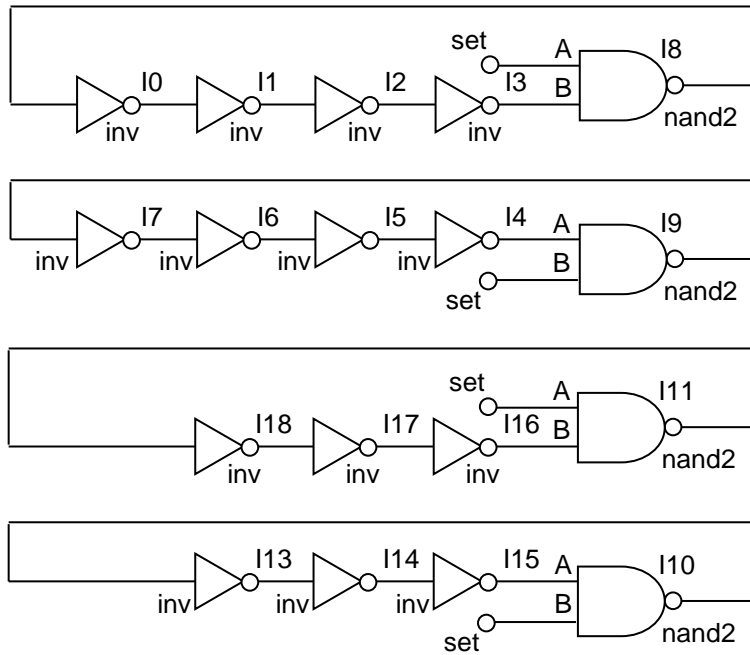 set A I8
I0 I1 I2 I3 B
inv inv inv inv nand2
I7 I6 I5 I4 A I9
inv inv inv inv B
set nand2
set A I11
I18 I17 I16 B
inv inv inv nand2
I13 I14 I15 A I10
inv inv inv B
set nand2